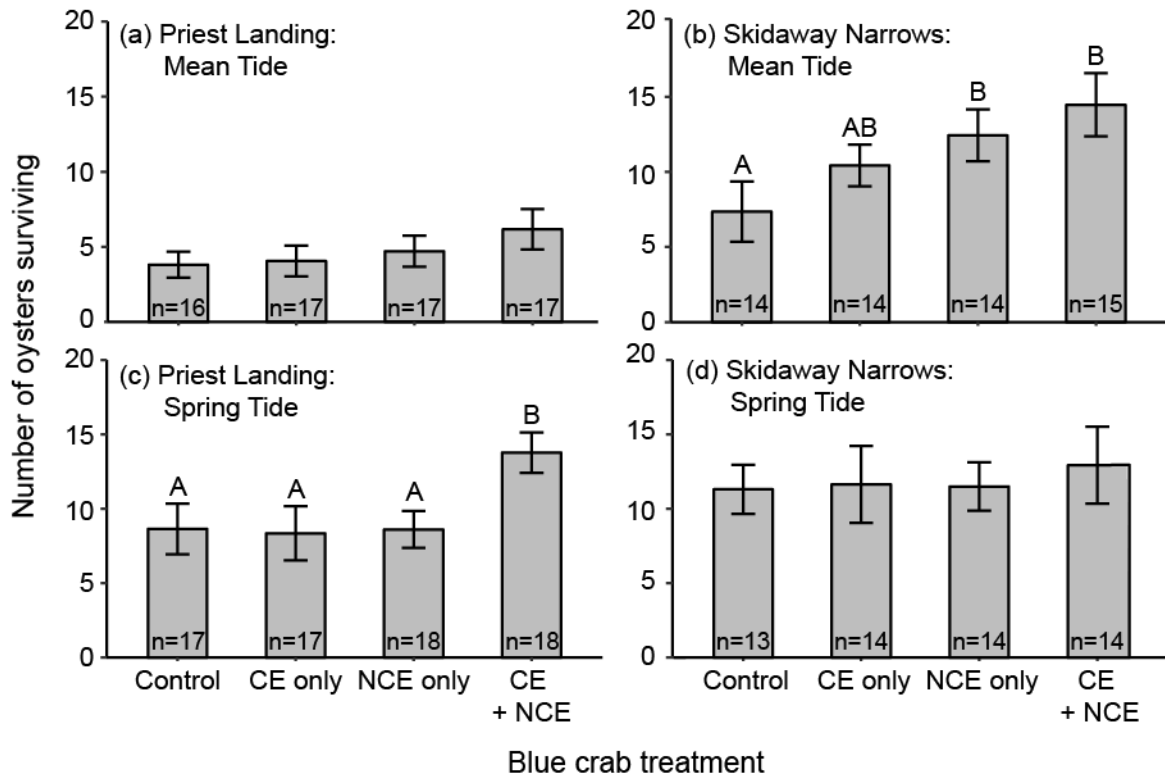 Number of oysters surviving
20
15
10
5
0
(a) Priest Landing:
Mean Tide
n=16
n=17
n=17
n=17
20
15
10
5
0
(b) Skidaway Narrows:
Mean Tide
A
AB
B
B
n=14
n=14
n=14
n=15
20
15
10
5
0
(c) Priest Landing:
Spring Tide
A
A
A
B
n=17
n=17
n=18
n=18
Control
CE only
NCE only
CE
+ NCE
20
15
10
5
0
(d) Skidaway Narrows:
Spring Tide
n=13
n=14
n=14
n=14
Control
CE only
NCE only
CE
+ NCE
Blue crab treatment